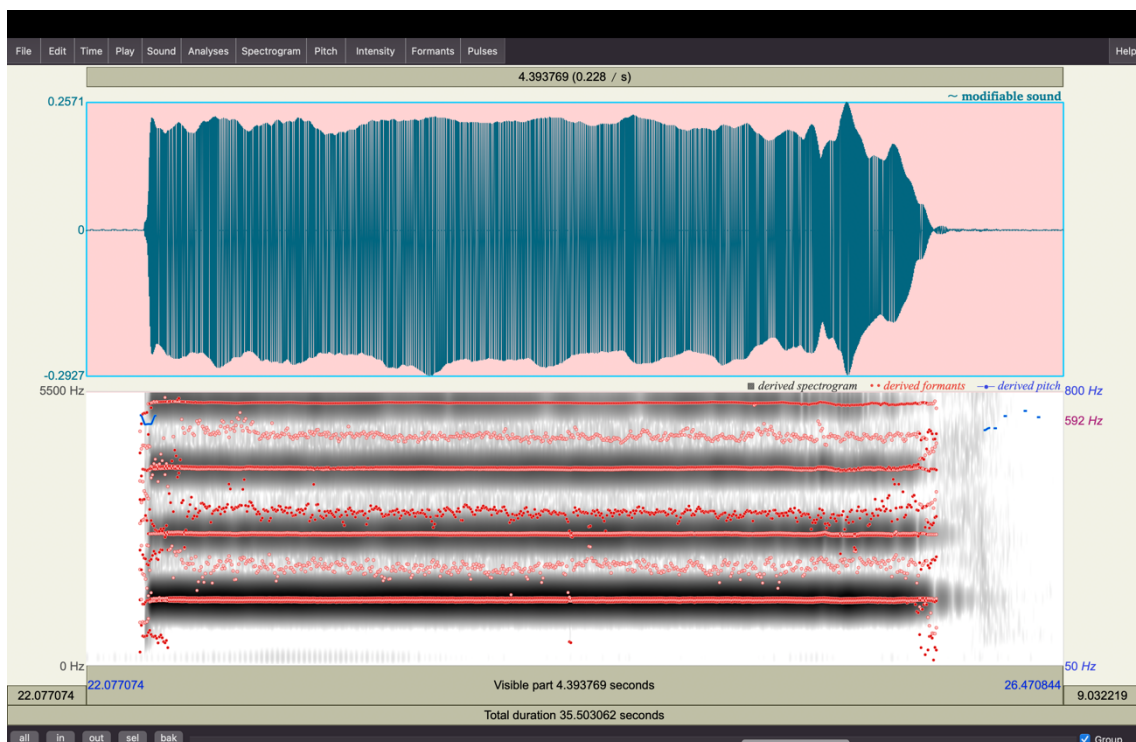 File Edit Time Play Sound Analyses Spectrogram Pitch Intensity Formants Pulses Help
4.393769 (0.228 / s)
0.2571
~ modifiable sound
0
-0.2927
5500 Hz
derived spectrogram derived formants derived pitch
800 Hz
592 Hz
0 Hz
50 Hz
22.077074 Visible part 4.393769 seconds 26.470844
22.077074 9.032219
Total duration 35.503062 seconds
all in out sel bak Group